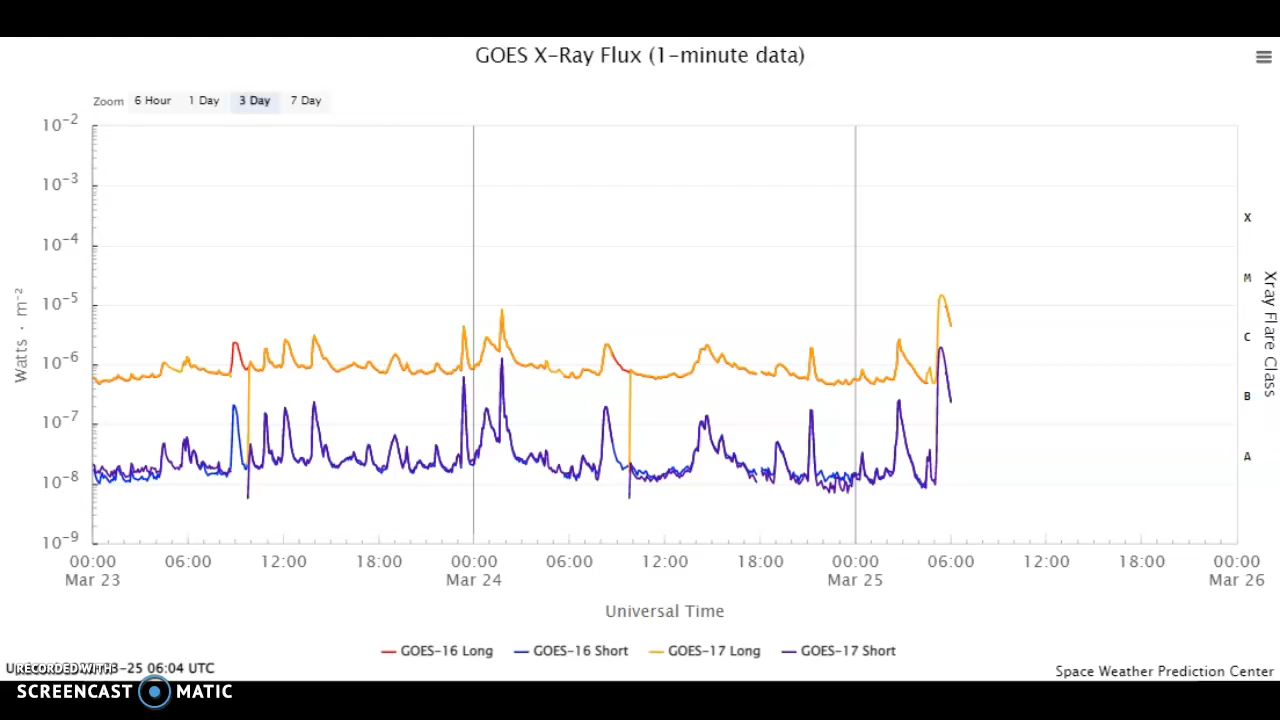 GOES X-Ray Flux (1-minute data)
Zoom 6 Hour 1 Day 3 Day 7 Day
10⁻²
10⁻³
10⁻⁴
10⁻⁵
10⁻⁶
10⁻⁷
10⁻⁸
10⁻⁹
Watts · m⁻²
X
M
C
B
A
Xray Flare Class
00:00 06:00 12:00 18:00 00:00 06:00 12:00 18:00 00:00 06:00 12:00 18:00 00:00
Mar 23 Mar 24 Mar 25 Mar 26
Universal Time
GOES-16 Long GOES-16 Short GOES-17 Long GOES-17 Short
3-25 06:04 UTC
Space Weather Prediction Center
RECORDED WITH
SCREENCAST MATIC